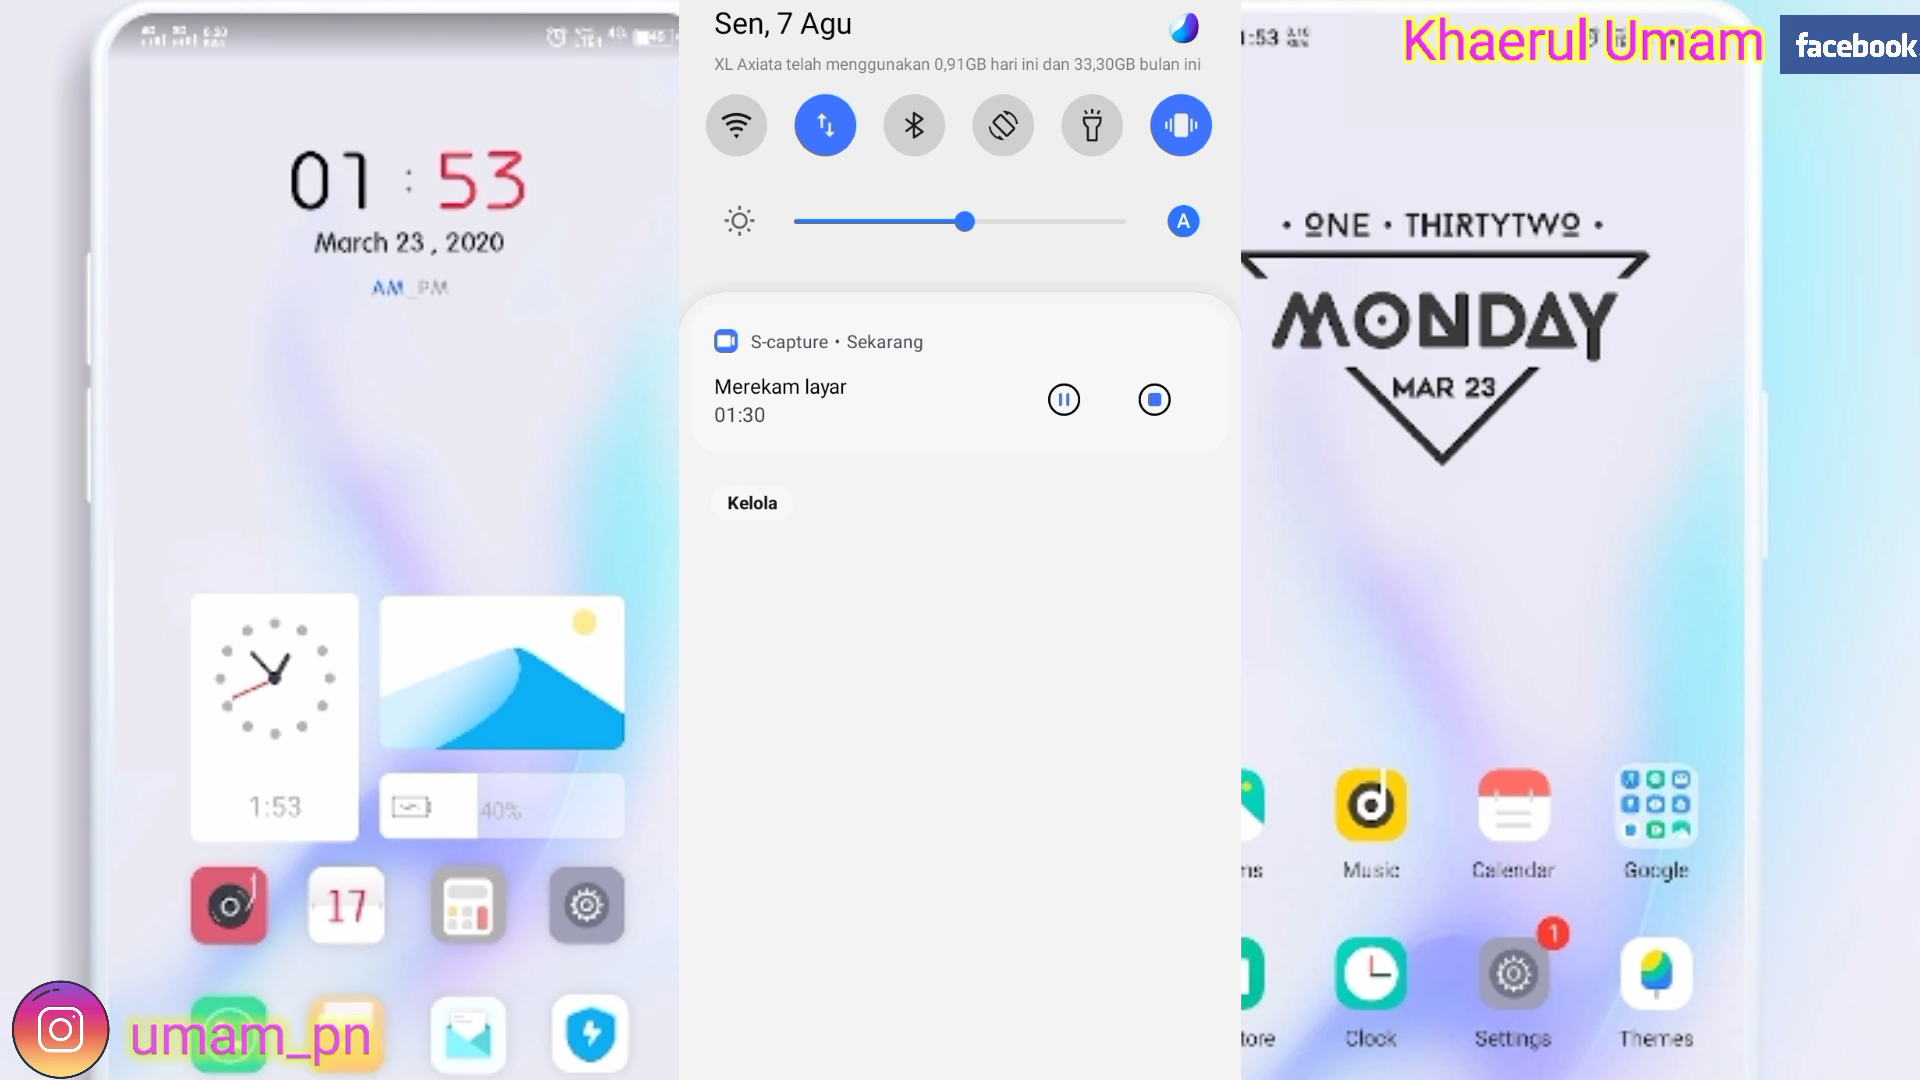 01 : 53
March 23 , 2020
AM_PM
1:53
40%
17
umam_pn
Sen, 7 Agu
XL Axiata telah menggunakan 0,91GB hari ini dan 33,30GB bulan ini
A
S-capture • Sekarang
Merekam layar
01:30
Kelola
1:53
Khaerul Umam
facebook
• ONE • THIRTYTWO •
MONDAY
MAR 23
Music
Calendar
Google
1
Clock
Settings
Themes